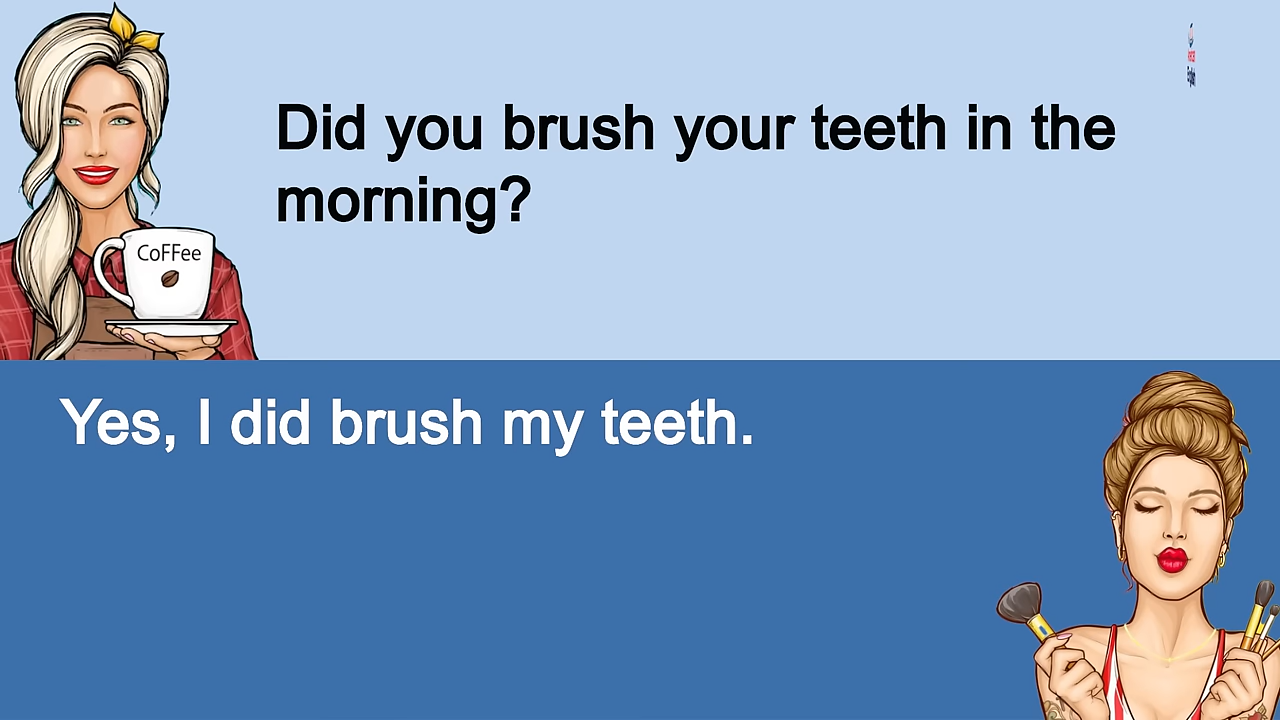 Did you brush your teeth in the
morning?
CoFFee
Yes, I did brush my teeth.